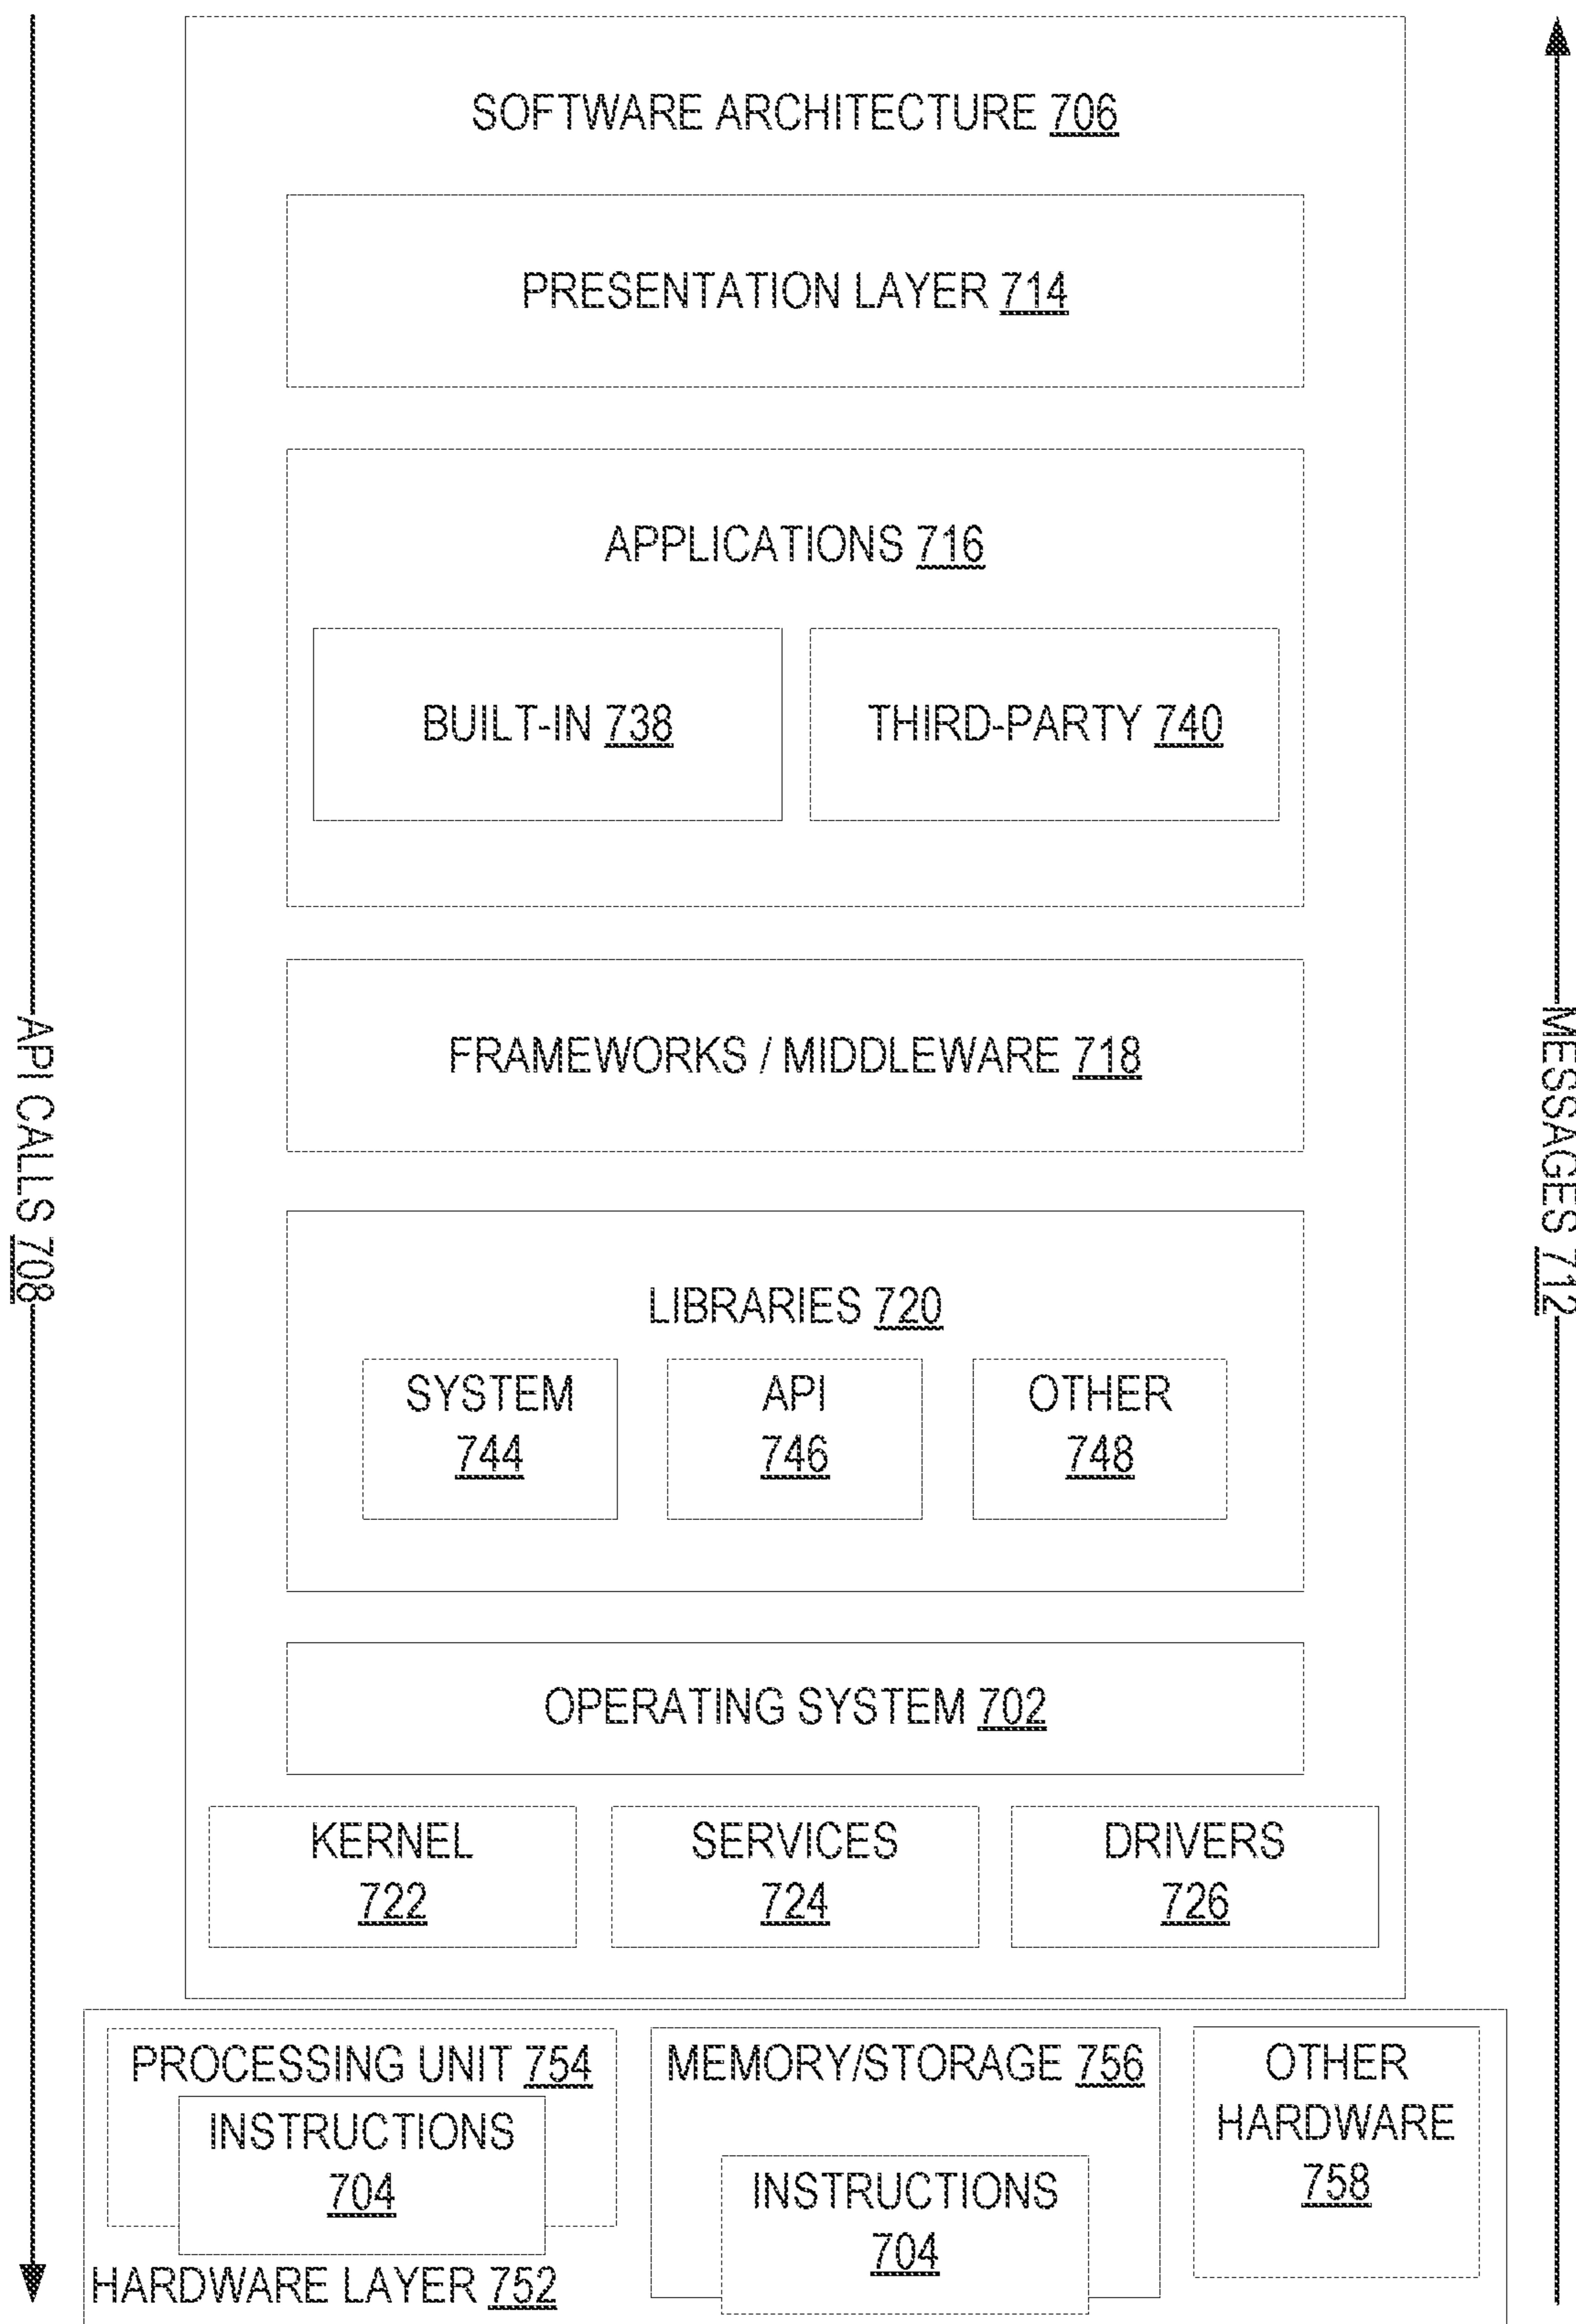 SOFTWARE ARCHITECTURE 706
PRESENTATION LAYER 714
APPLICATIONS 716
BUILT-IN 738
THIRD-PARTY 740
FRAMEWORKS / MIDDLEWARE 718
API CALLS 708
MESSAGES 712
LIBRARIES 720
SYSTEM
744
API
746
OTHER
748
OPERATING SYSTEM 702
KERNEL
722
SERVICES
724
DRIVERS
726
PROCESSING UNIT 754
INSTRUCTIONS
704
MEMORY/STORAGE 756
INSTRUCTIONS
704
OTHER
HARDWARE
758
HARDWARE LAYER 752